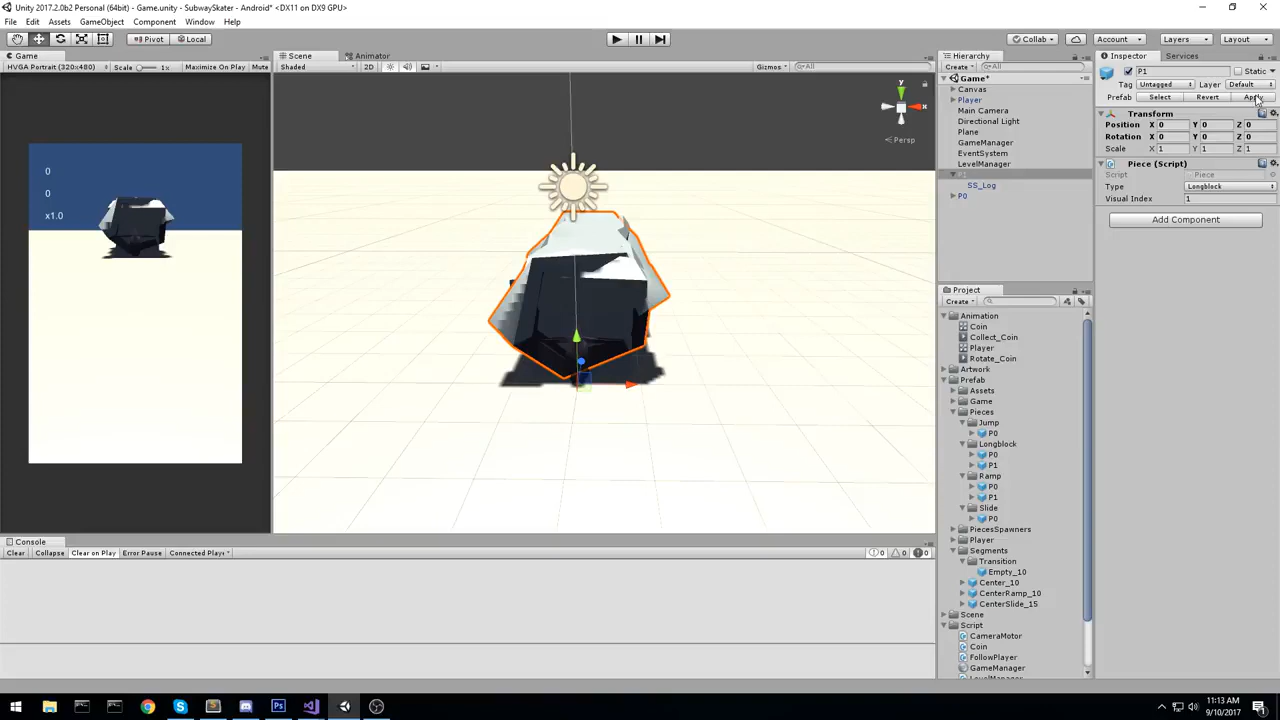 Unity 2017.2.0b2 Personal (64bit) - Game.unity - SubwaySkater - Android* <DX11 on DX9 GPU>
File Edit Assets GameObject Component Window Help
Pivot Local Collab Account Layers Layout
Game Scene Animator Hierarchy Inspector Services
HVGA Portrait (320x480) Scale 1x Maximize On Play Mute Shaded 2D Gizmos All Create All
0
0
x1.0
y
x
Persp
Game*
Canvas
Player
Main Camera
Directional Light
Plane
GameManager
EventSystem
LevelManager
P1
SS_Log
P0
P1 Static
Tag Untagged Layer Default
Prefab Select Revert Apply
Transform
Position X 0 Y 0 Z 0
Rotation X 0 Y 0 Z 0
Scale X 1 Y 1 Z 1
Piece (Script)
Script Piece
Type Longblock
Visual Index 1
Add Component
Project
Create
Animation
Coin
Collect_Coin
Player
Rotate_Coin
Artwork
Prefab
Assets
Game
Pieces
Jump
P0
Longblock
P0
P1
Ramp
P0
P1
Slide
P0
PiecesSpawners
Player
Segments
Transition
Empty_10
Center_10
CenterRamp_10
CenterSlide_15
Scene
Script
CameraMotor
Coin
FollowPlayer
GameManager
Console
Clear Collapse Clear on Play Error Pause Connected Playe 0 0 0
11:13 AM
9/10/2017